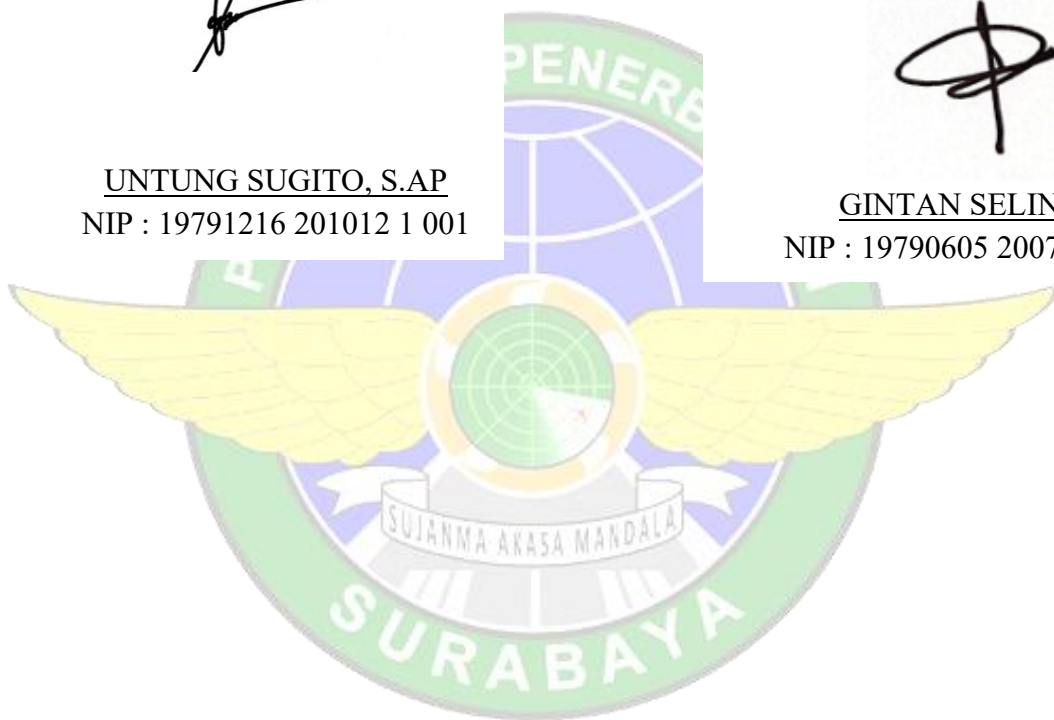 PENERB
UNTUNG SUGITO, S.AP
NIP : 19791216 201012 1 001
GINTAN SELIN
NIP : 19790605 2007
P
SUJANMA AKASA MANDALA
SURABAYA